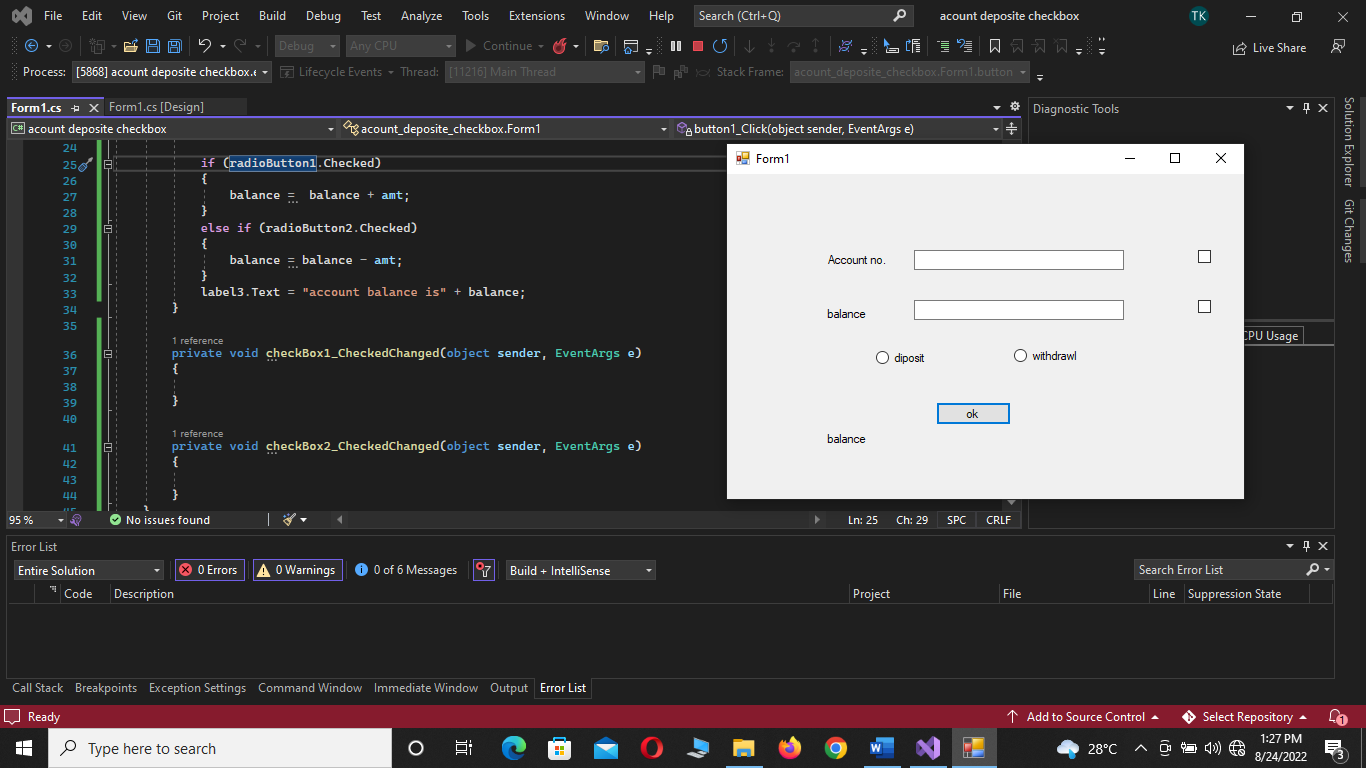 File Edit View Git Project Build Debug Test Analyze Tools Extensions Window Help Search (Ctrl+Q) acount deposite checkbox TK
Debug Any CPU Continue Live Share
Process: [5868] acount deposite checkbox.e Lifecycle Events Thread: [11216] Main Thread Stack Frame: acount_deposite_checkbox.Form1.button
Form1.cs Form1.cs [Design] Diagnostic Tools
acount deposite checkbox acount_deposite_checkbox.Form1 button1_Click(object sender, EventArgs e)
24
25 if (radioButton1.Checked)
26 {
27 balance = balance + amt;
28 }
29 else if (radioButton2.Checked)
30 {
31 balance = balance - amt;
32 }
33 label3.Text = "account balance is" + balance;
34 }
35
1 reference
36 private void checkBox1_CheckedChanged(object sender, EventArgs e)
37 {
38
39 }
40
1 reference
41 private void checkBox2_CheckedChanged(object sender, EventArgs e)
42 {
43
44 }
Form1
Account no.
balance
diposit withdrawl
ok
balance
CPU Usage
Solution Explorer
Git Changes
95 % No issues found Ln: 25 Ch: 29 SPC CRLF
Error List
Entire Solution 0 Errors 0 Warnings 0 of 6 Messages Build + IntelliSense Search Error List
Code Description Project File Line Suppression State
Call Stack Breakpoints Exception Settings Command Window Immediate Window Output Error List
Ready Add to Source Control Select Repository 1
Type here to search 28°C 1:27 PM
8/24/2022 3